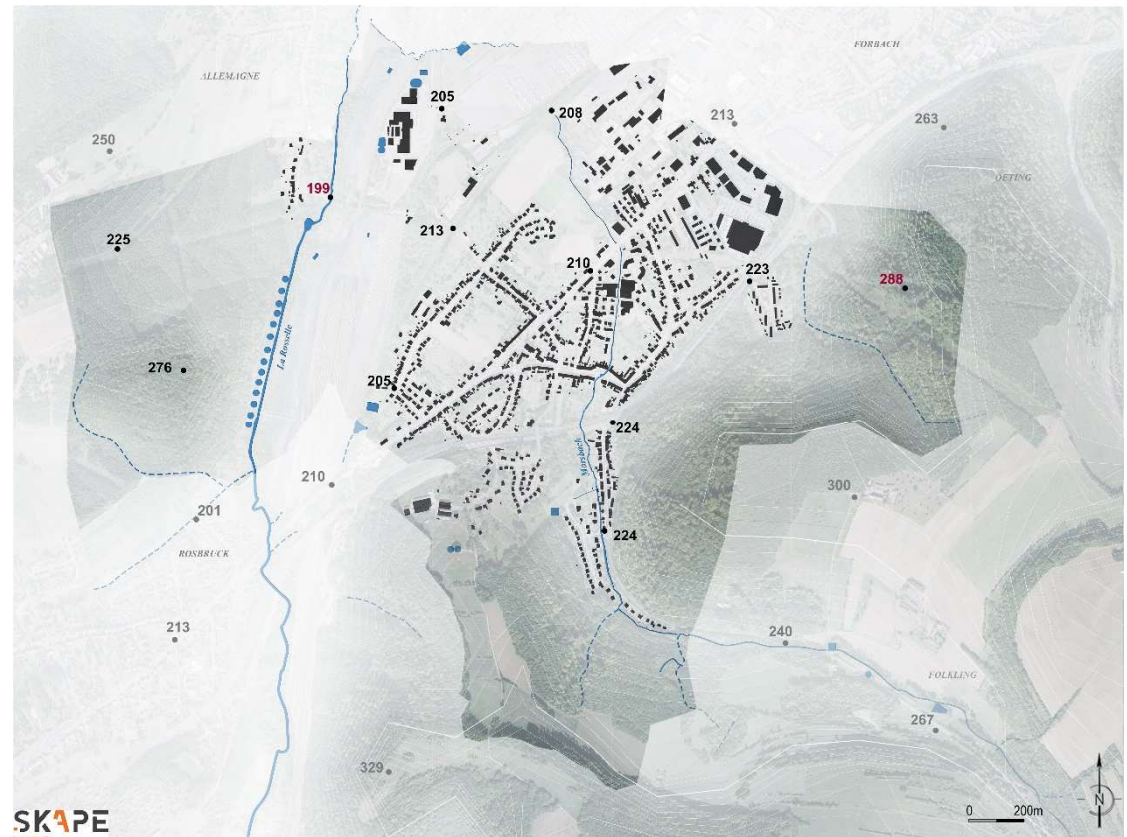 FORBACH
ALLEMAGNE
205
208
213
263
250
OETING
199
225
213
210
223
288
La Rosselle
276
205
224
Morsbach
210
300
201
224
ROSBRUCK
213
240
FOLKLING
267
329
N
0 200m
SKAPE